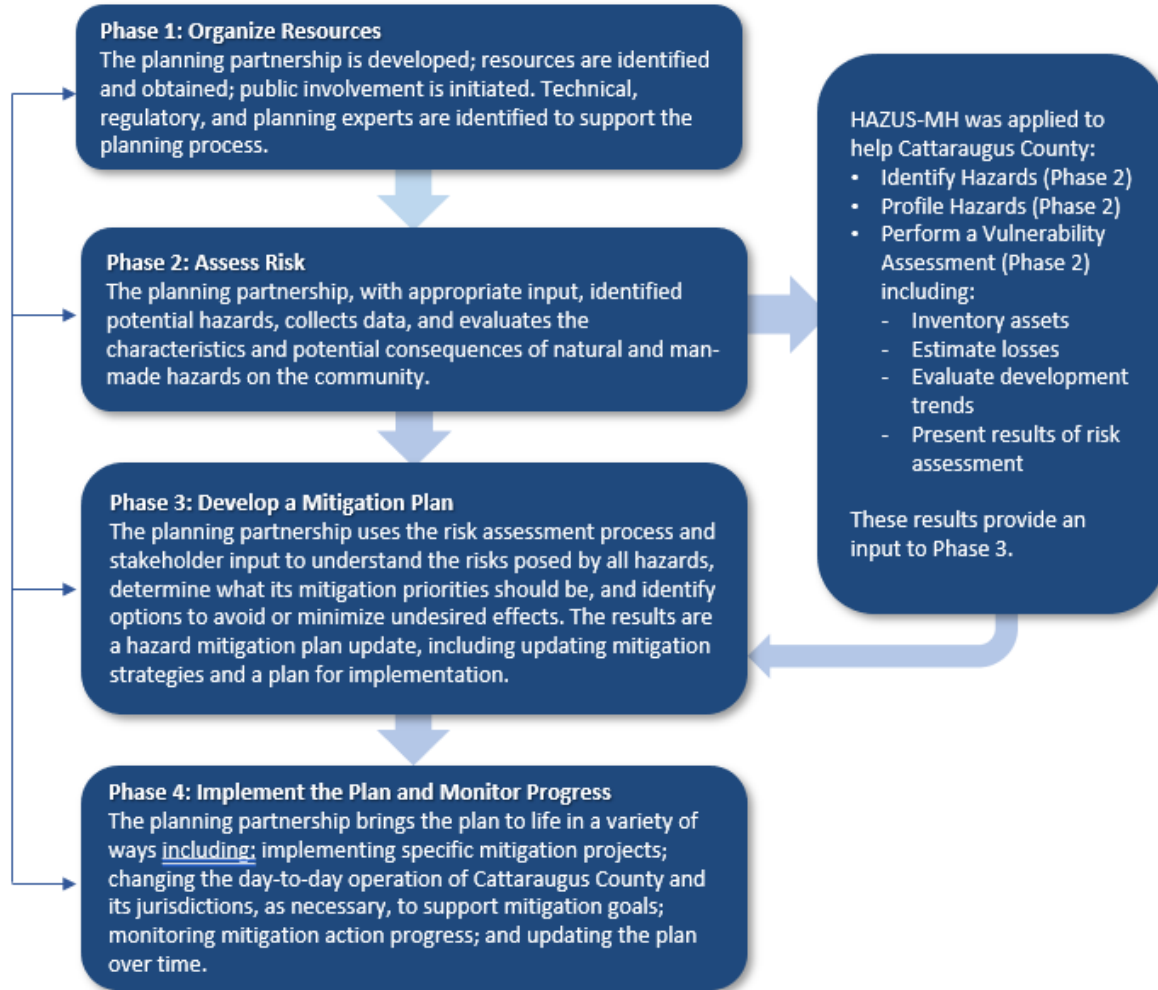 Phase 1: Organize Resources
The planning partnership is developed; resources are identified
and obtained; public involvement is initiated. Technical,
regulatory, and planning experts are identified to support the
planning process.
Phase 2: Assess Risk
The planning partnership, with appropriate input, identified
potential hazards, collects data, and evaluates the
characteristics and potential consequences of natural and man-
made hazards on the community.
HAZUS-MH was applied to
help Cattaraugus County:
• Identify Hazards (Phase 2)
• Profile Hazards (Phase 2)
• Perform a Vulnerability
Assessment (Phase 2)
including:
- Inventory assets
- Estimate losses
- Evaluate development
trends
- Present results of risk
assessment
These results provide an
input to Phase 3.
Phase 3: Develop a Mitigation Plan
The planning partnership uses the risk assessment process and
stakeholder input to understand the risks posed by all hazards,
determine what its mitigation priorities should be, and identify
options to avoid or minimize undesired effects. The results are
a hazard mitigation plan update, including updating mitigation
strategies and a plan for implementation.
Phase 4: Implement the Plan and Monitor Progress
The planning partnership brings the plan to life in a variety of
ways including; implementing specific mitigation projects;
changing the day-to-day operation of Cattaraugus County and
its jurisdictions, as necessary, to support mitigation goals;
monitoring mitigation action progress; and updating the plan
over time.